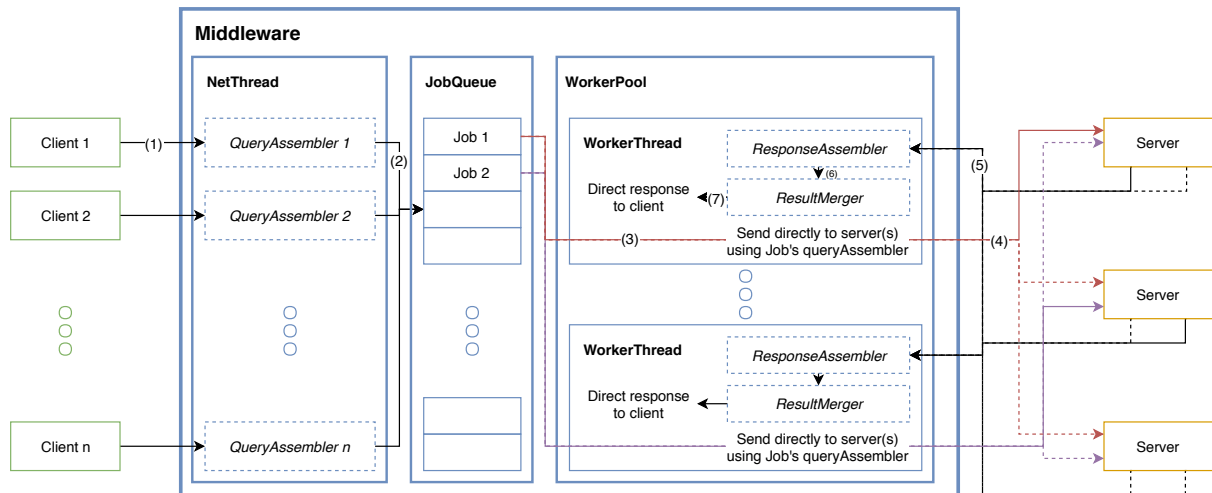 Middleware
NetThread
JobQueue
WorkerPool
Client 1
(1)
QueryAssembler 1
(2)
Job 1
Job 2
WorkerThread
ResponseAssembler
(6)
Direct response
to client
(7)
ResultMerger
(5)
Server
Client 2
QueryAssembler 2
(3)
Send directly to server(s)
using Job's queryAssembler
(4)
Server
WorkerThread
ResponseAssembler
Direct response
to client
ResultMerger
Client n
QueryAssembler n
Send directly to server(s)
using Job's queryAssembler
Server